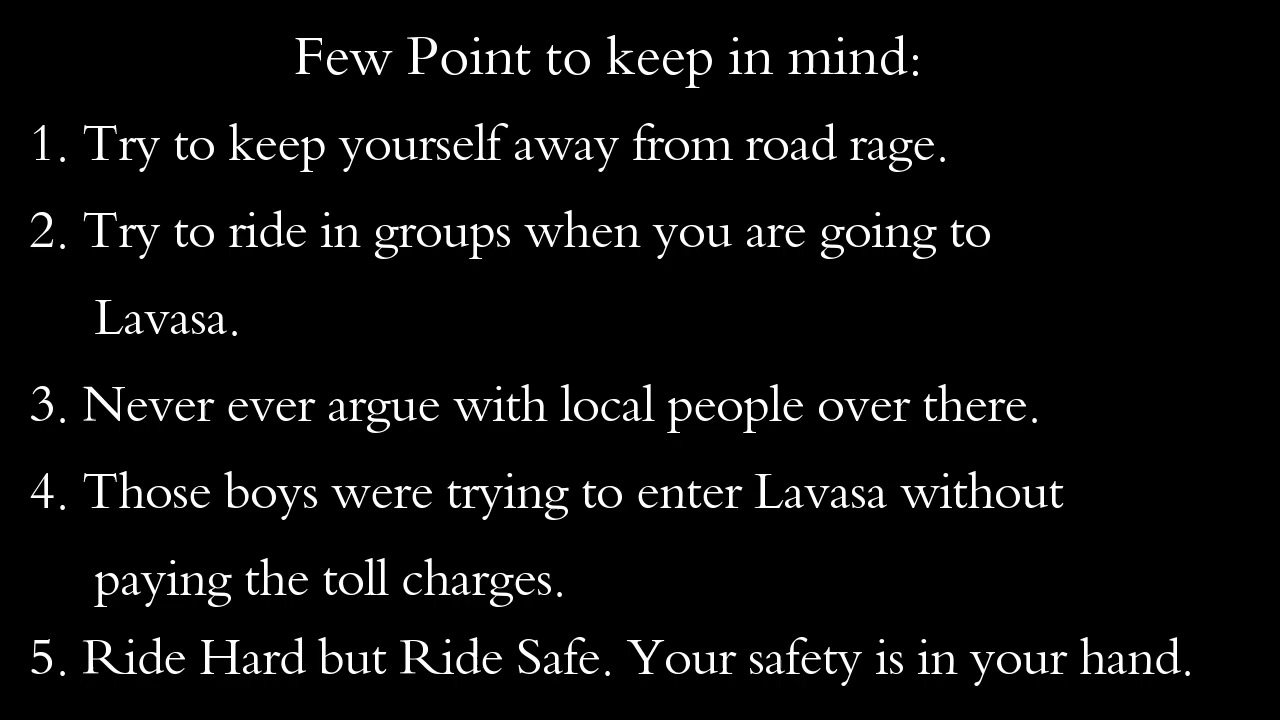 Few Point to keep in mind:
1. Try to keep yourself away from road rage.
2. Try to ride in groups when you are going to
Lavasa.
3. Never ever argue with local people over there.
4. Those boys were trying to enter Lavasa without
paying the toll charges.
5. Ride Hard but Ride Safe. Your safety is in your hand.